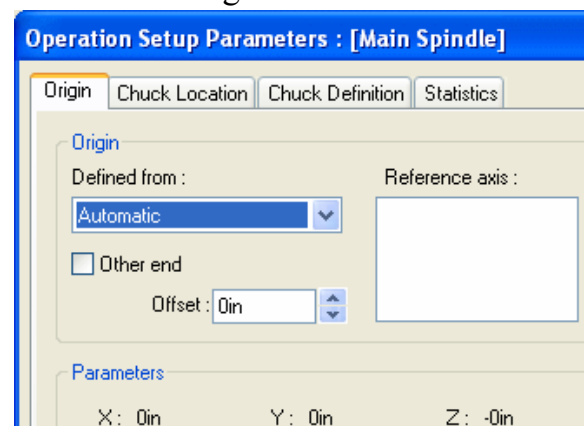 Operation Setup Parameters : [Main Spindle]
Origin Chuck Location Chuck Definition Statistics
Origin
Defined from : Reference axis :
Automatic
Other end
Offset : 0in
Parameters
X : 0in Y : 0in Z : -0in